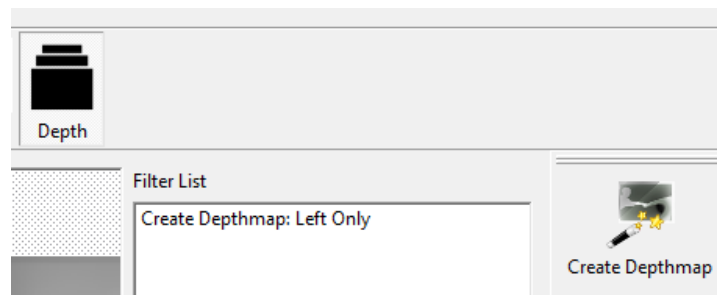 Depth
Filter List
Create Depthmap: Left Only
Create Depthmap